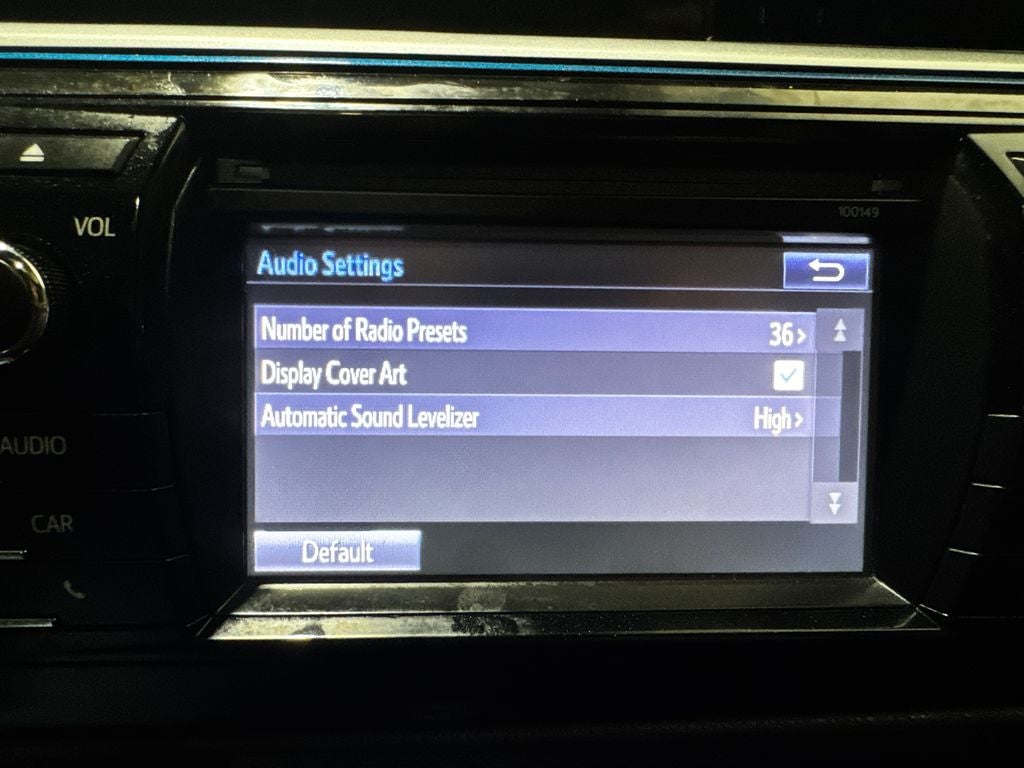 VOL
100149
Audio Settings
Number of Radio Presets 36
Display Cover Art
Automatic Sound Levelizer High
Default
AUDIO
CAR